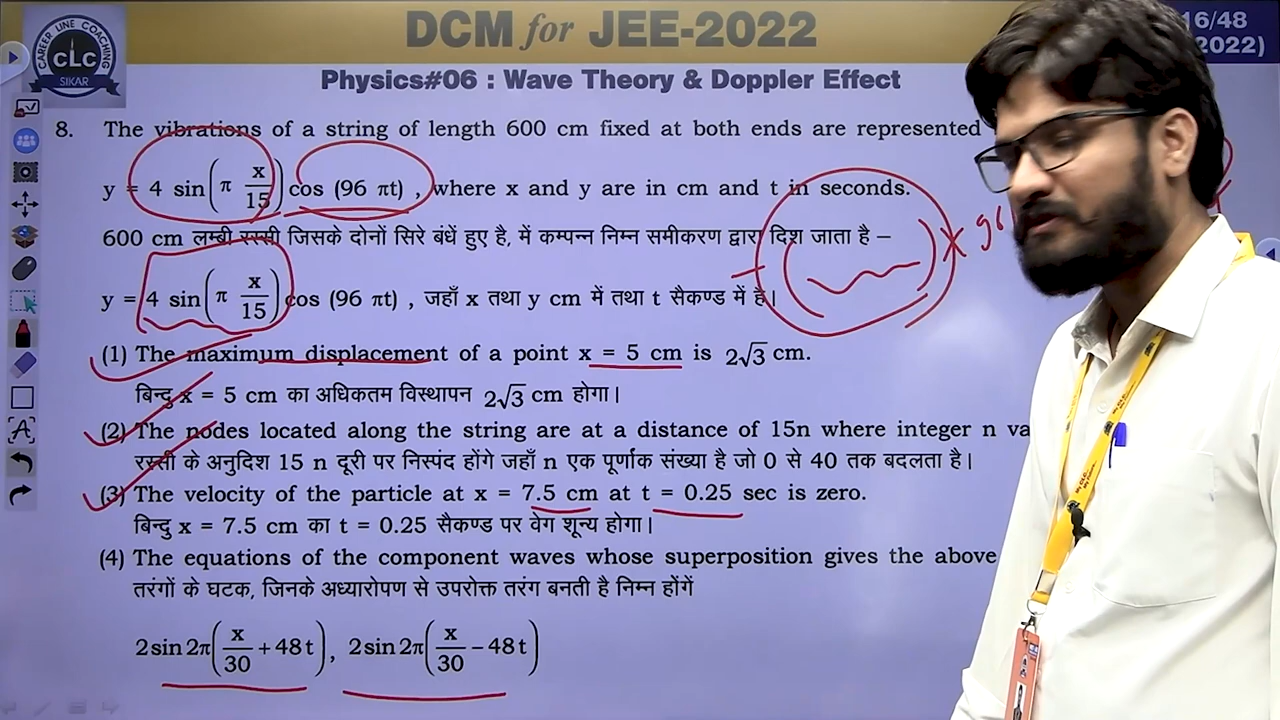 DCM for JEE-2022
16/48
2022)
CAREER LINE COACHING
CLC
SIKAR
Physics#06 : Wave Theory & Doppler Effect
8. The vibrations of a string of length 600 cm fixed at both ends are represented
y = 4 sin(π x/15) cos (96 πt) , where x and y are in cm and t in seconds.
600 cm लम्बी रस्सी जिसके दोनों सिरे बंधें हुए है, में कम्पन्न निम्न समीकरण द्वारा दिश जाता है –
y = 4 sin(π x/15) cos (96 πt) , जहाँ x तथा y cm में तथा t सैकण्ड में है।
(1) The maximum displacement of a point x = 5 cm is 2√3 cm.
बिन्दु x = 5 cm का अधिकतम विस्थापन 2√3 cm होगा।
(2) The nodes located along the string are at a distance of 15n where integer n va
रस्सी के अनुदिश 15 n दूरी पर निस्पंद होंगे जहाँ n एक पूर्णाक संख्या है जो 0 से 40 तक बदलता है।
(3) The velocity of the particle at x = 7.5 cm at t = 0.25 sec is zero.
बिन्दु x = 7.5 cm का t = 0.25 सैकण्ड पर वेग शून्य होगा।
(4) The equations of the component waves whose superposition gives the above
तरंगों के घटक, जिनके अध्यारोपण से उपरोक्त तरंग बनती है निम्न होंगें
2sin2π(x/30 + 48t), 2sin2π(x/30 − 48t)